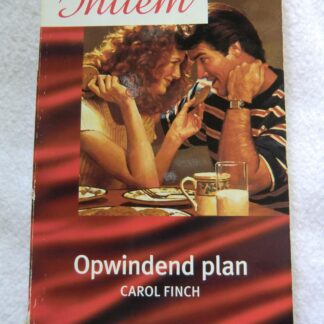 Intiem
Opwindend plan
CAROL FINCH